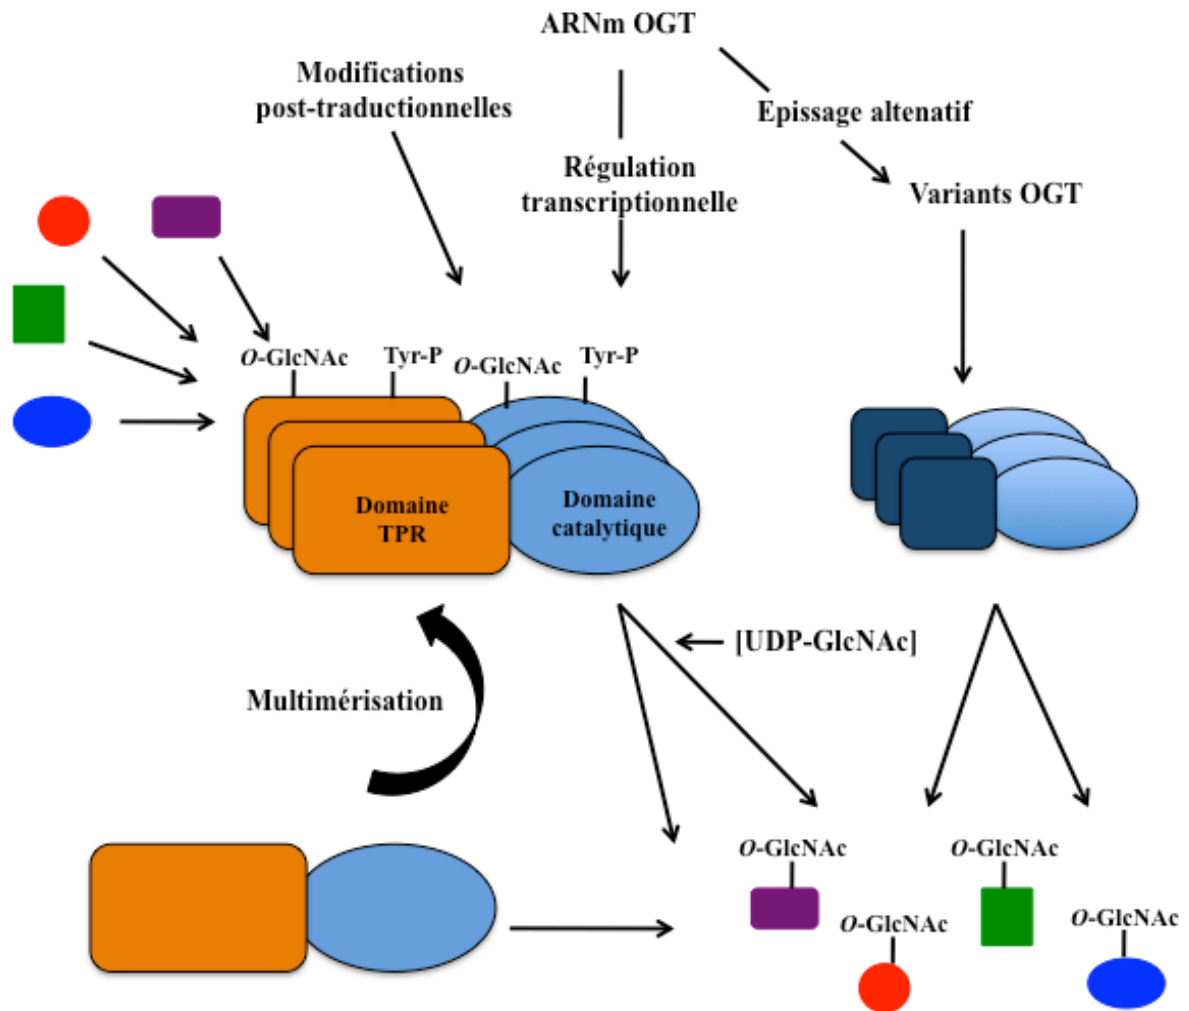 ARNm OGT
Modifications
post-traductionnelles
Epissage altenatif
Régulation
transcriptionnelle
Variants OGT
O-GlcNAc
Tyr-P
O-GlcNAc
Tyr-P
Domaine
TPR
Domaine
catalytique
[UDP-GlcNAc]
Multimérisation
O-GlcNAc
O-GlcNAc
O-GlcNAc
O-GlcNAc